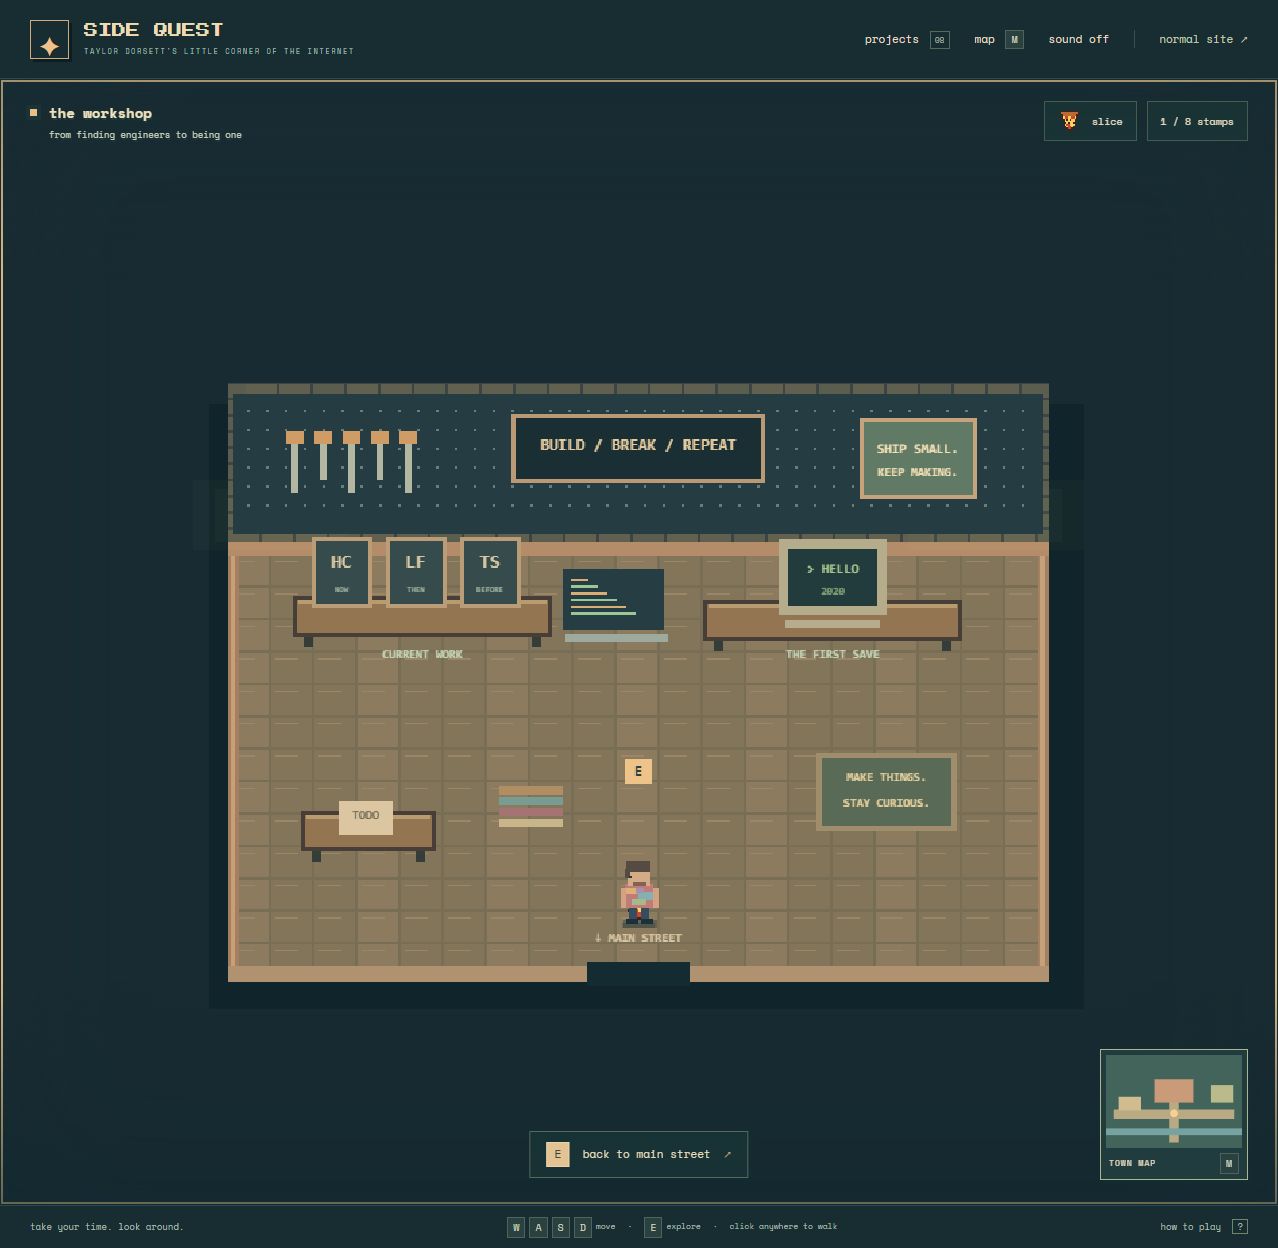 SIDE QUEST
TAYLOR DORSETT'S LITTLE CORNER OF THE INTERNET
projects 08
map M
sound off
normal site ↗
the workshop
from finding engineers to being one
slice
1 / 8 stamps
BUILD / BREAK / REPEAT
SHIP SMALL.
KEEP MAKING.
HC
NOW
LF
THEN
TS
BEFORE
> HELLO
2020
CURRENT WORK
THE FIRST SAVE
E
MAKE THINGS.
STAY CURIOUS.
TODO
↓ MAIN STREET
E back to main street ↗
TOWN MAP M
take your time. look around.
W A S D move · E explore · click anywhere to walk
how to play ?